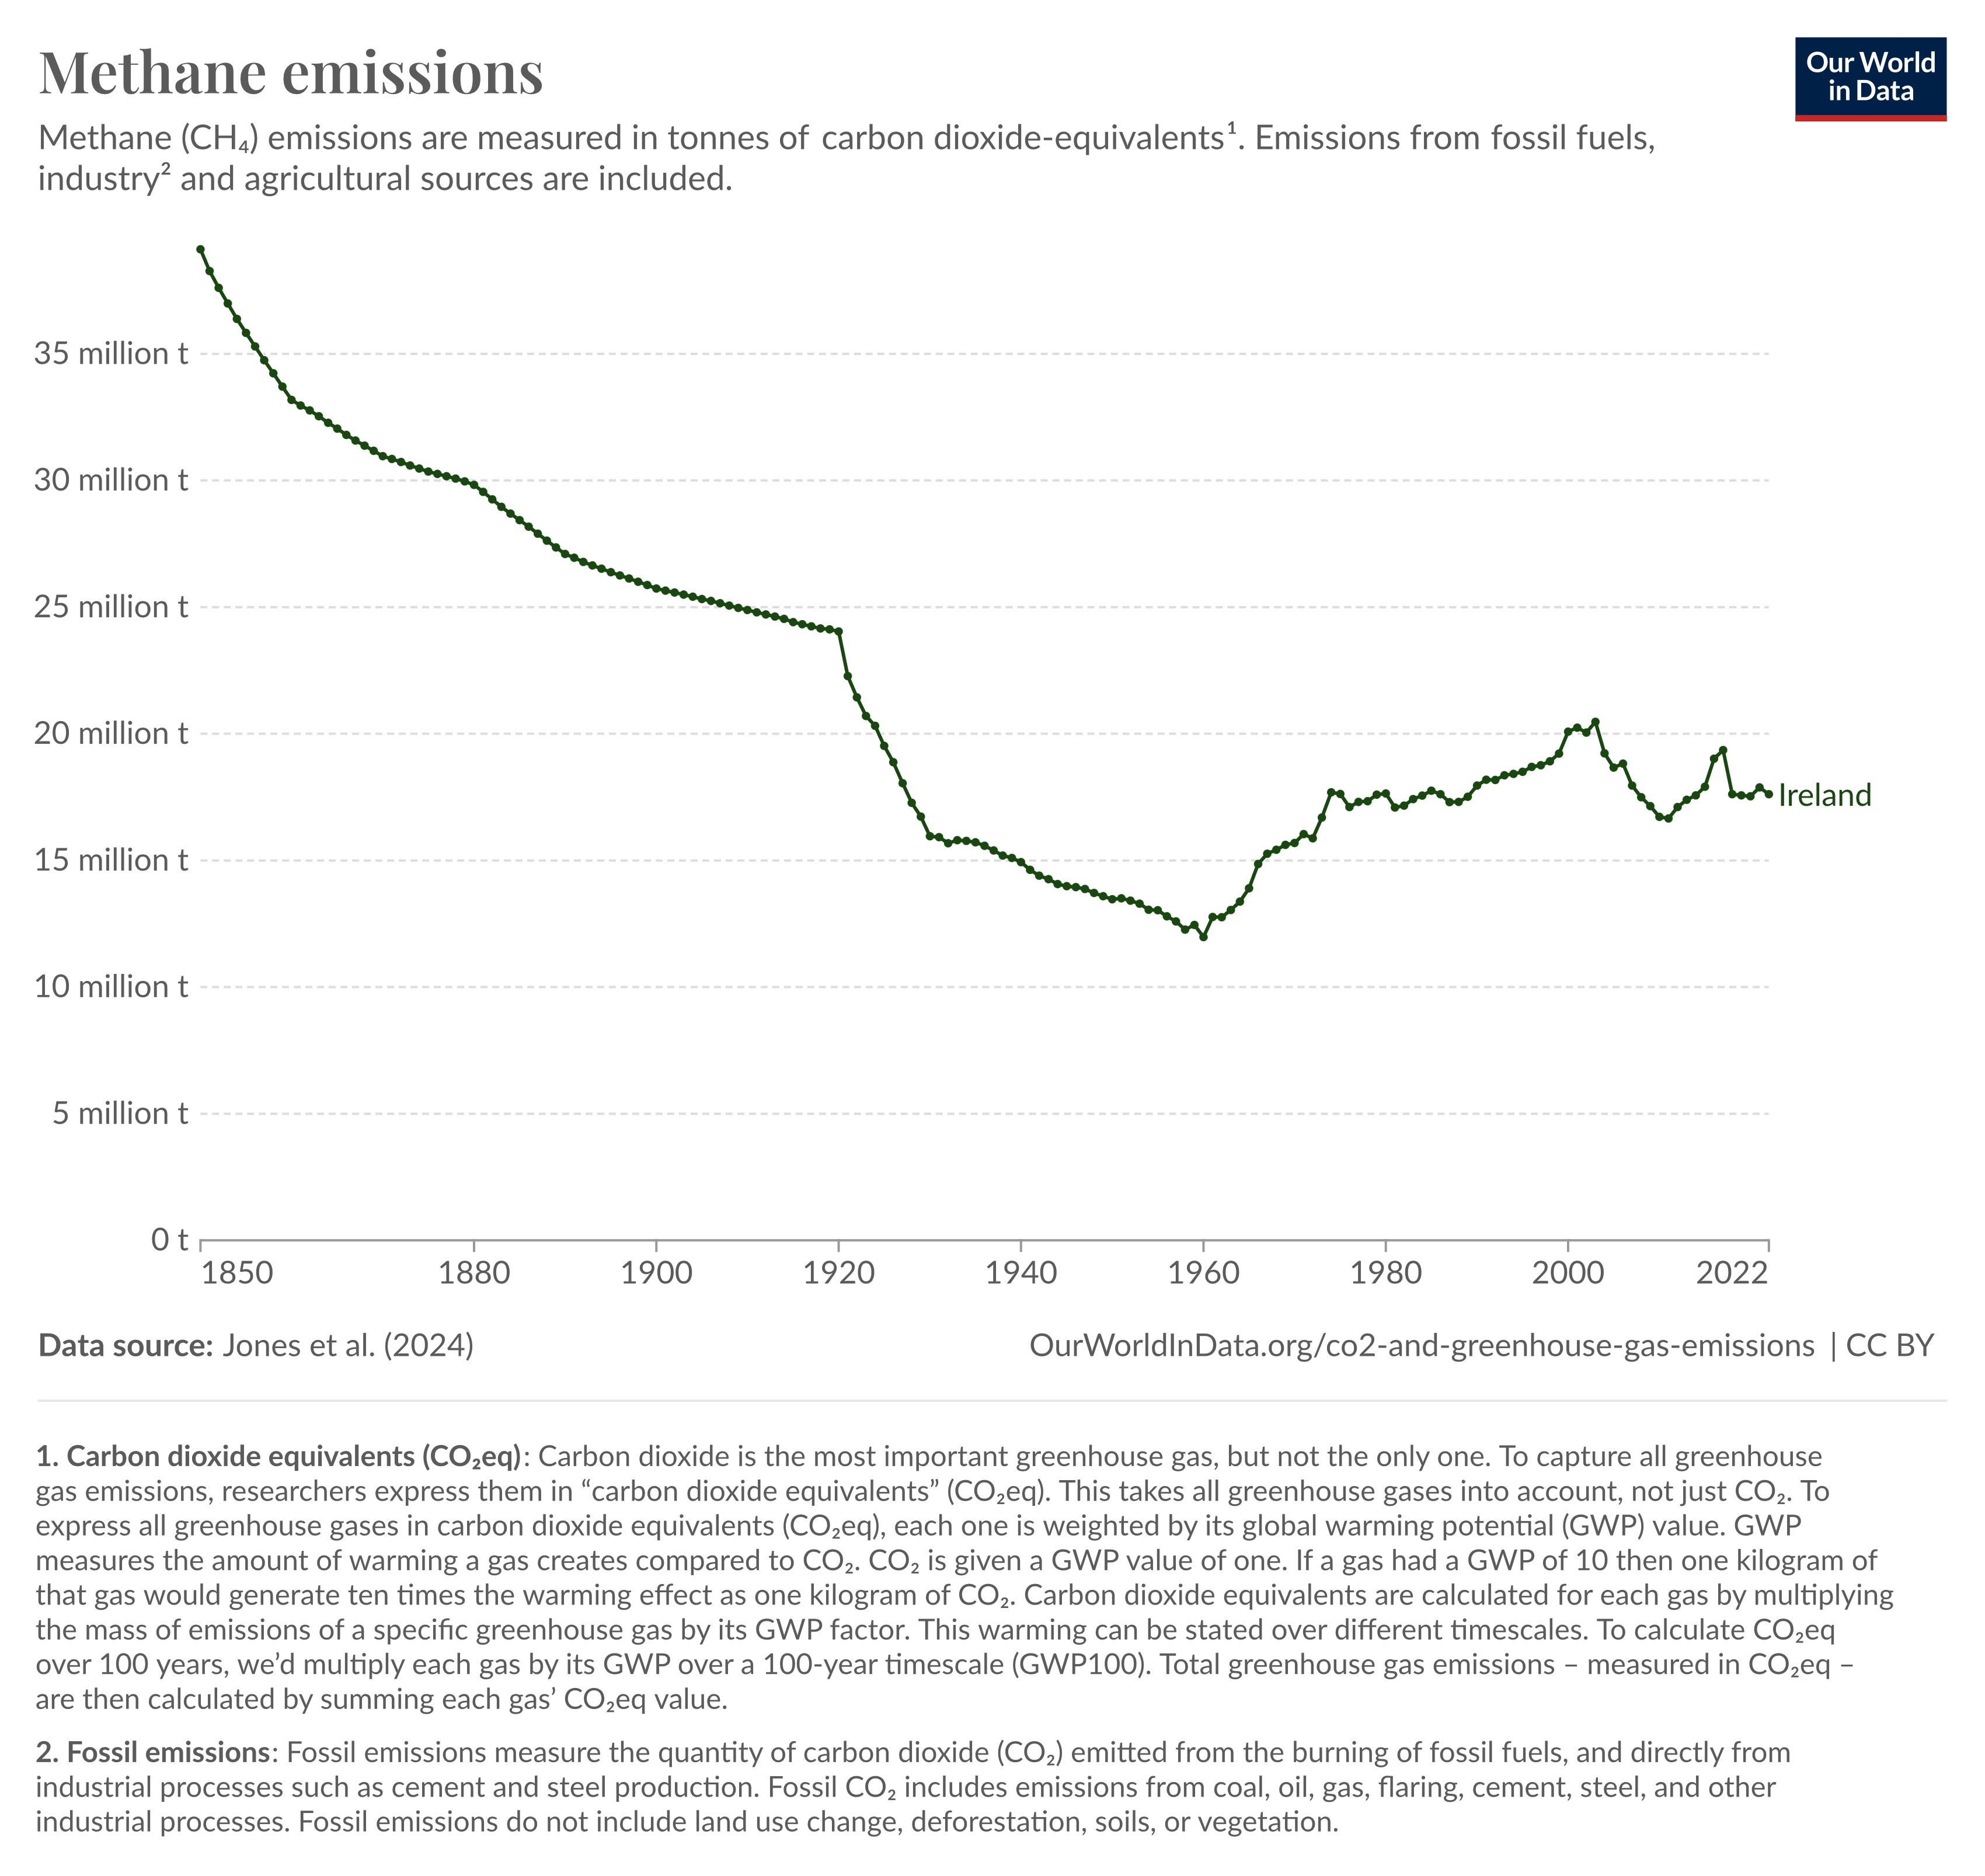 Methane emissions
Our World
in Data
Methane (CH₄) emissions are measured in tonnes of carbon dioxide-equivalents¹. Emissions from fossil fuels,
industry² and agricultural sources are included.
35 million t
30 million t
25 million t
20 million t
15 million t
10 million t
5 million t
0 t
Ireland
1850 1880 1900 1920 1940 1960 1980 2000 2022
Data source: Jones et al. (2024)
OurWorldInData.org/co2-and-greenhouse-gas-emissions | CC BY
1. Carbon dioxide equivalents (CO₂eq): Carbon dioxide is the most important greenhouse gas, but not the only one. To capture all greenhouse
gas emissions, researchers express them in “carbon dioxide equivalents” (CO₂eq). This takes all greenhouse gases into account, not just CO₂. To
express all greenhouse gases in carbon dioxide equivalents (CO₂eq), each one is weighted by its global warming potential (GWP) value. GWP
measures the amount of warming a gas creates compared to CO₂. CO₂ is given a GWP value of one. If a gas had a GWP of 10 then one kilogram of
that gas would generate ten times the warming effect as one kilogram of CO₂. Carbon dioxide equivalents are calculated for each gas by multiplying
the mass of emissions of a specific greenhouse gas by its GWP factor. This warming can be stated over different timescales. To calculate CO₂eq
over 100 years, we’d multiply each gas by its GWP over a 100-year timescale (GWP100). Total greenhouse gas emissions – measured in CO₂eq –
are then calculated by summing each gas’ CO₂eq value.
2. Fossil emissions: Fossil emissions measure the quantity of carbon dioxide (CO₂) emitted from the burning of fossil fuels, and directly from
industrial processes such as cement and steel production. Fossil CO₂ includes emissions from coal, oil, gas, flaring, cement, steel, and other
industrial processes. Fossil emissions do not include land use change, deforestation, soils, or vegetation.